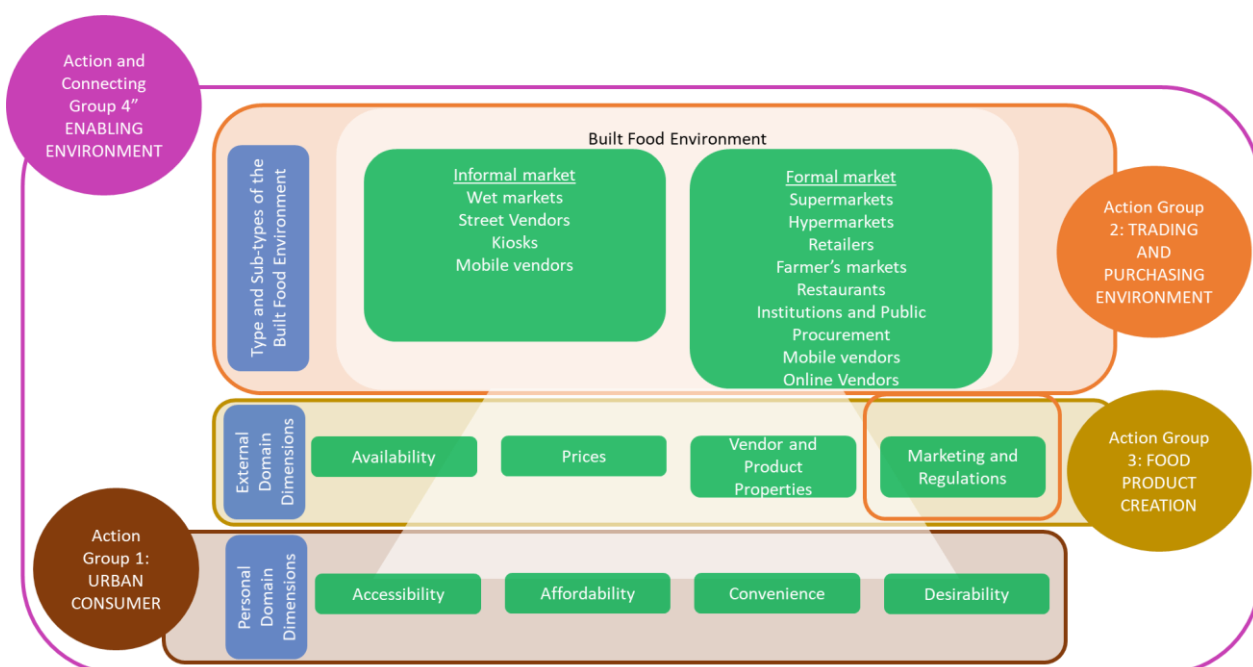 Action and
Connecting
Group 4”
ENABLING
ENVIRONMENT
Type and Sub-types of the
Built Food Environment
Built Food Environment
Informal market
Wet markets
Street Vendors
Kiosks
Mobile vendors
Formal market
Supermarkets
Hypermarkets
Retailers
Farmer’s markets
Restaurants
Institutions and Public
Procurement
Mobile vendors
Online Vendors
Action Group
2: TRADING
AND
PURCHASING
ENVIRONMENT
External
Domain
Dimensions
Availability
Prices
Vendor and
Product
Properties
Marketing and
Regulations
Action Group
3: FOOD
PRODUCT
CREATION
Action
Group 1:
URBAN
CONSUMER
Personal
Domain
Dimensions
Accessibility
Affordability
Convenience
Desirability